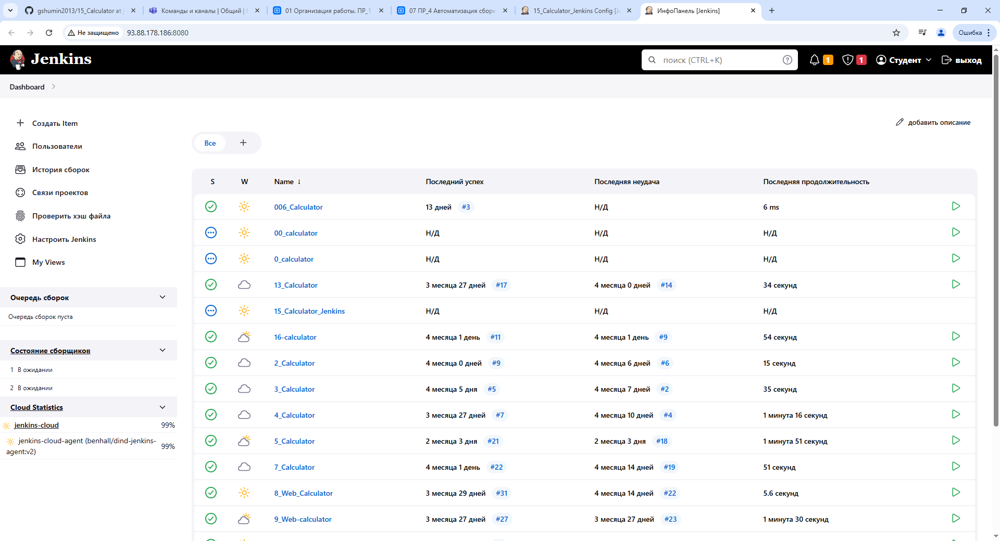 gshumin2013/15_Calculator at j
Команды и каналы | Общий | M
01 Организация работы. ПР_1
07 ПР_4 Автоматизация сборк
15_Calculator_Jenkins Config [Je
ИнфоПанель [Jenkins]
Не защищено
93.88.178.186:8080
Ошибка
Jenkins
поиск (CTRL+K)
1
1
Студент
выход
Dashboard
Создать Item
Пользователи
История сборок
Связи проектов
Проверить хэш файла
Настроить Jenkins
My Views
Очередь сборок
Очередь сборок пуста
Состояние сборщиков
1 В ожидании
2 В ожидании
Cloud Statistics
jenkins-cloud 99%
jenkins-cloud-agent (benhall/dind-jenkins-agent:v2) 99%
добавить описание
Все +
S W Name ↓ Последний успех Последняя неудача Последняя продолжительность
006_Calculator 13 дней #3 Н/Д 6 ms
00_calculator Н/Д Н/Д Н/Д
0_calculator Н/Д Н/Д Н/Д
13_Calculator 3 месяца 27 дней #17 4 месяца 0 дней #14 34 секунд
15_Calculator_Jenkins Н/Д Н/Д Н/Д
16-calculator 4 месяца 1 день #11 4 месяца 1 день #9 54 секунд
2_Calculator 4 месяца 0 дней #9 4 месяца 6 дней #6 15 секунд
3_Calculator 4 месяца 5 дня #5 4 месяца 7 дней #2 35 секунд
4_Calculator 3 месяца 27 дней #7 4 месяца 10 дней #4 1 минута 16 секунд
5_Calculator 2 месяца 3 дня #21 2 месяца 3 дня #18 1 минута 51 секунд
7_Calculator 4 месяца 1 день #22 4 месяца 14 дней #19 51 секунд
8_Web_Calculator 3 месяца 29 дней #31 4 месяца 14 дней #22 5.6 секунд
9_Web-calculator 3 месяца 27 дней #27 3 месяца 27 дней #23 1 минута 30 секунд